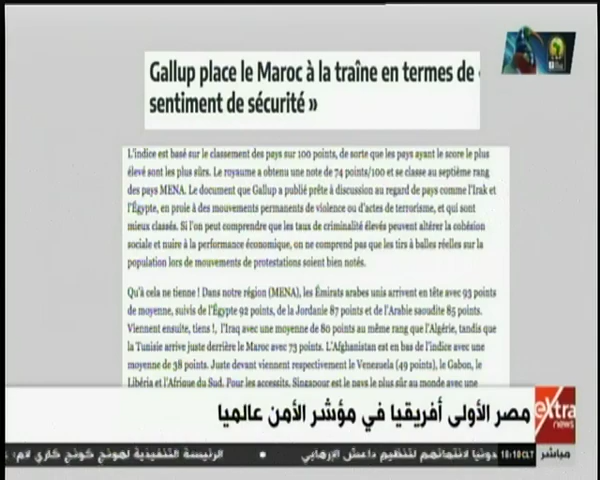 Gallup place le Maroc à la traîne en termes de «
sentiment de sécurité »
L'indice est basé sur le classement des pays sur 100 points, de sorte que les pays ayant le score le plus
élevé sont les plus sûrs. Le royaume a obtenu une note de 74 points/100 et se classe au septième rang
des pays MENA. Le document que Gallup a publié prête à discussion au regard de pays comme l'Irak et
l'Égypte, en proie à des mouvements permanents de violence ou d'actes de terrorisme, et qui sont
mieux classés. Si l'on peut comprendre que les taux de criminalité élevés peuvent altérer la cohésion
sociale et nuire à la performance économique, on ne comprend pas que les tirs à balles réelles sur la
population lors de mouvements de protestations soient bien notés.
Qu'à cela ne tienne ! Dans notre région (MENA), les Émirats arabes unis arrivent en tête avec 93 points
de moyenne, suivis de l'Égypte 92 points, de la Jordanie 87 points et de l'Arabie saoudite 85 points.
Viennent ensuite, tiens !, l'Iraq avec une moyenne de 80 points au même rang que l'Algérie, tandis que
la Tunisie arrive juste derrière le Maroc avec 73 points. L'Afghanistan est en bas de l'indice avec une
moyenne de 38 points. Juste devant viennent respectivement le Venezuela (49 points), le Gabon, le
Libéria et l'Afrique du Sud. Pour les accessits, Singapour est le pays le plus sûr au monde avec une
مصر الأولى أفريقيا في مؤشر الأمن عالميا
eXtra
news
مباشر
18:10 CLT
دونيا لانتمائهم لتنظيم داعش الإرهابي
الرئيسة التنفيذية لهونج كونج كاري لام: